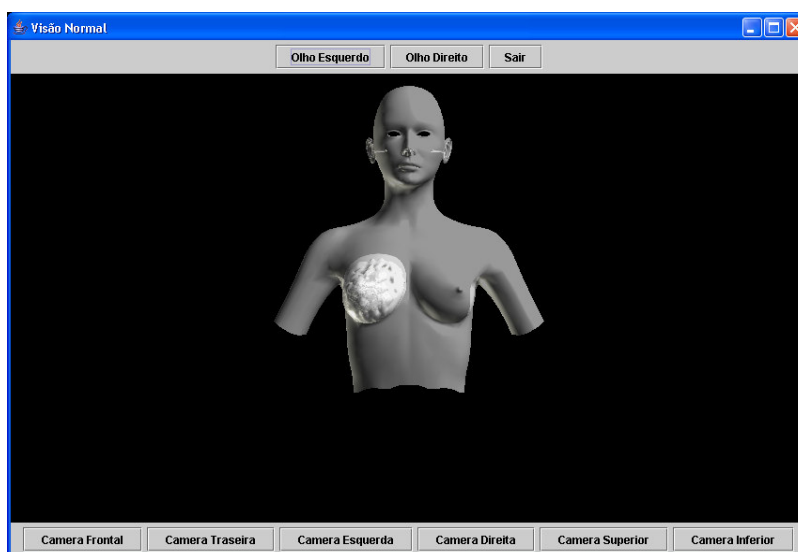 Visão Normal
Olho Esquerdo Olho Direito Sair
Camera Frontal Camera Traseira Camera Esquerda Camera Direita Camera Superior Camera Inferior